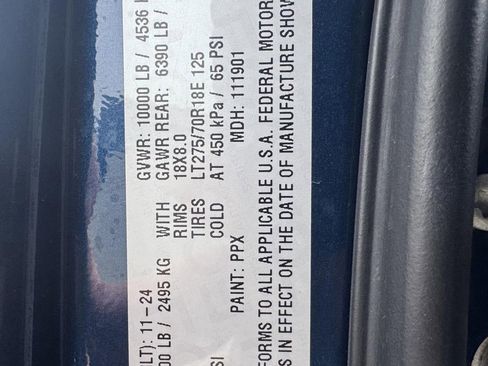 LT): 11-24 GVWR: 10000 LB / 4536
00 LB / 2495 KG WITH GAWR REAR: 6390 LB /
RIMS 18X8.0
TIRES LT275/70R18E 125
SI COLD AT 450 kPa / 65 PSI
PAINT: PPX MDH: 111901
FORMS TO ALL APPLICABLE U.S.A. FEDERAL MOTOR
S IN EFFECT ON THE DATE OF MANUFACTURE SHOW